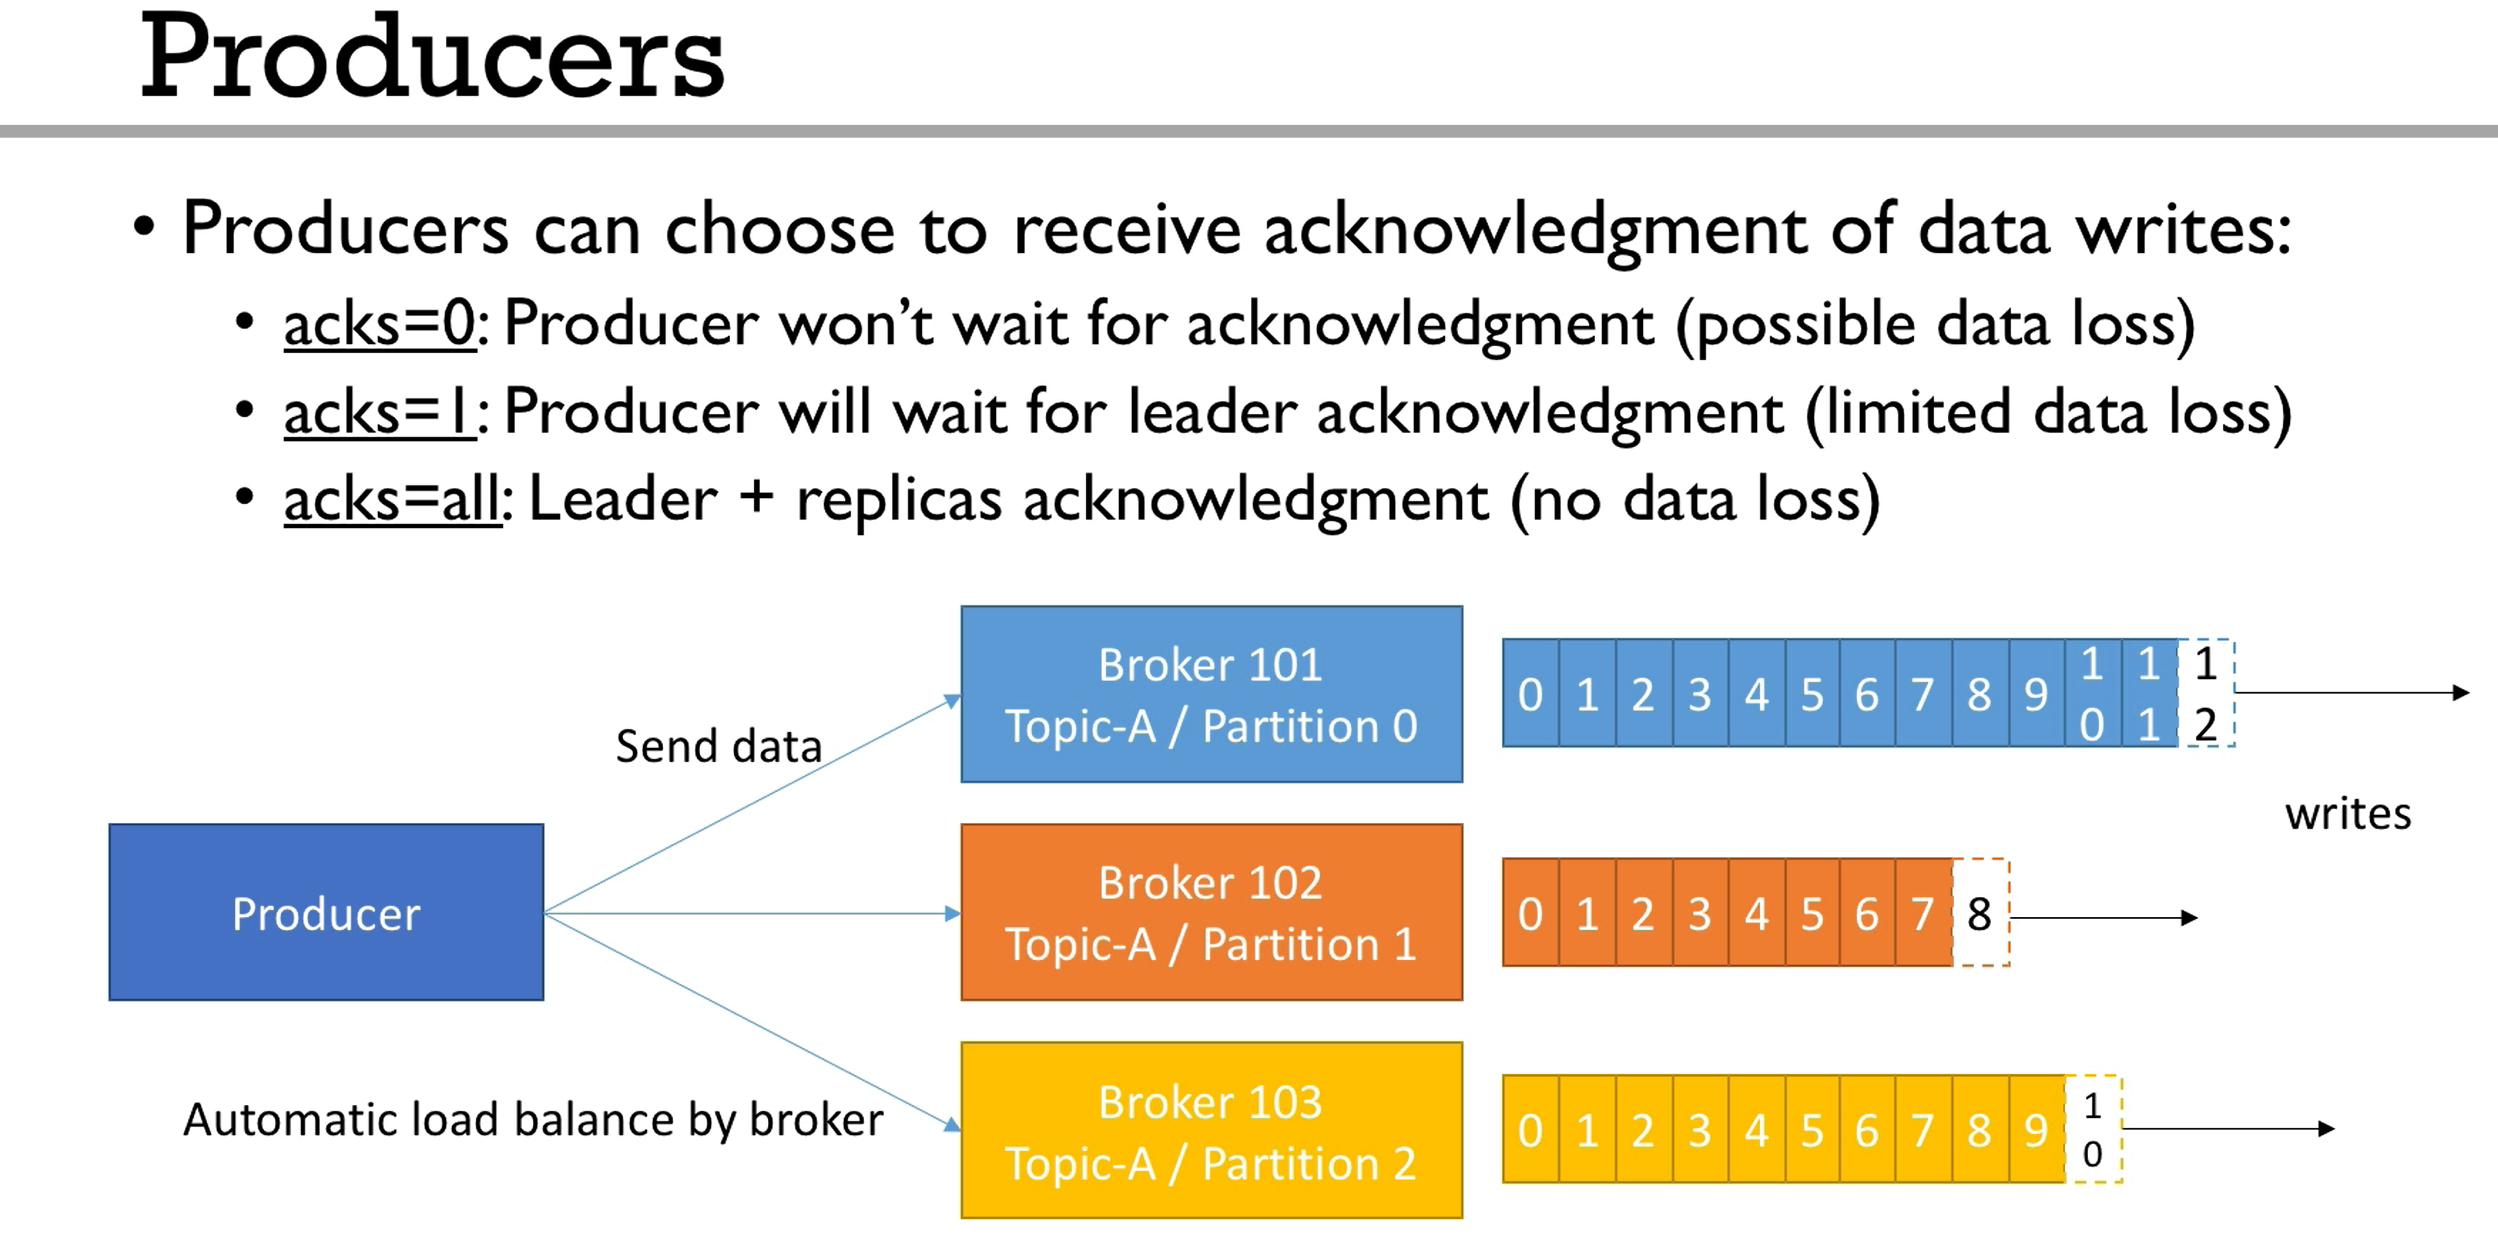 Producers
• Producers can choose to receive acknowledgment of data writes:
• acks=0: Producer won’t wait for acknowledgment (possible data loss)
• acks=1: Producer will wait for leader acknowledgment (limited data loss)
• acks=all: Leader + replicas acknowledgment (no data loss)
Broker 101
Topic-A / Partition 0
0 1 2 3 4 5 6 7 8 9 10 11 12
Send data
writes
Producer
Broker 102
Topic-A / Partition 1
0 1 2 3 4 5 6 7 8
Automatic load balance by broker
Broker 103
Topic-A / Partition 2
0 1 2 3 4 5 6 7 8 9 10